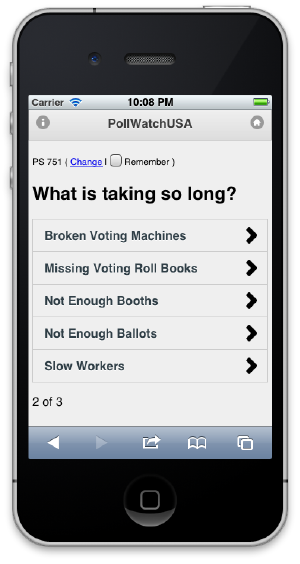 Carrier 10:08 PM
PollWatchUSA
PS 751 ( Change I Remember )
What is taking so long?
Broken Voting Machines
Missing Voting Roll Books
Not Enough Booths
Not Enough Ballots
Slow Workers
2 of 3